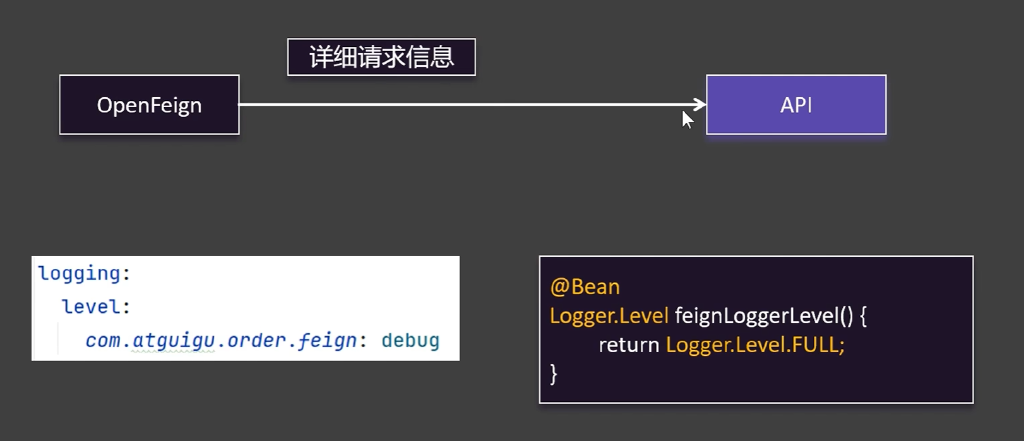 详细请求信息
OpenFeign
API
logging:
  level:
    com.atguigu.order.feign: debug
@Bean
Logger.Level feignLoggerLevel() {
        return Logger.Level.FULL;
}